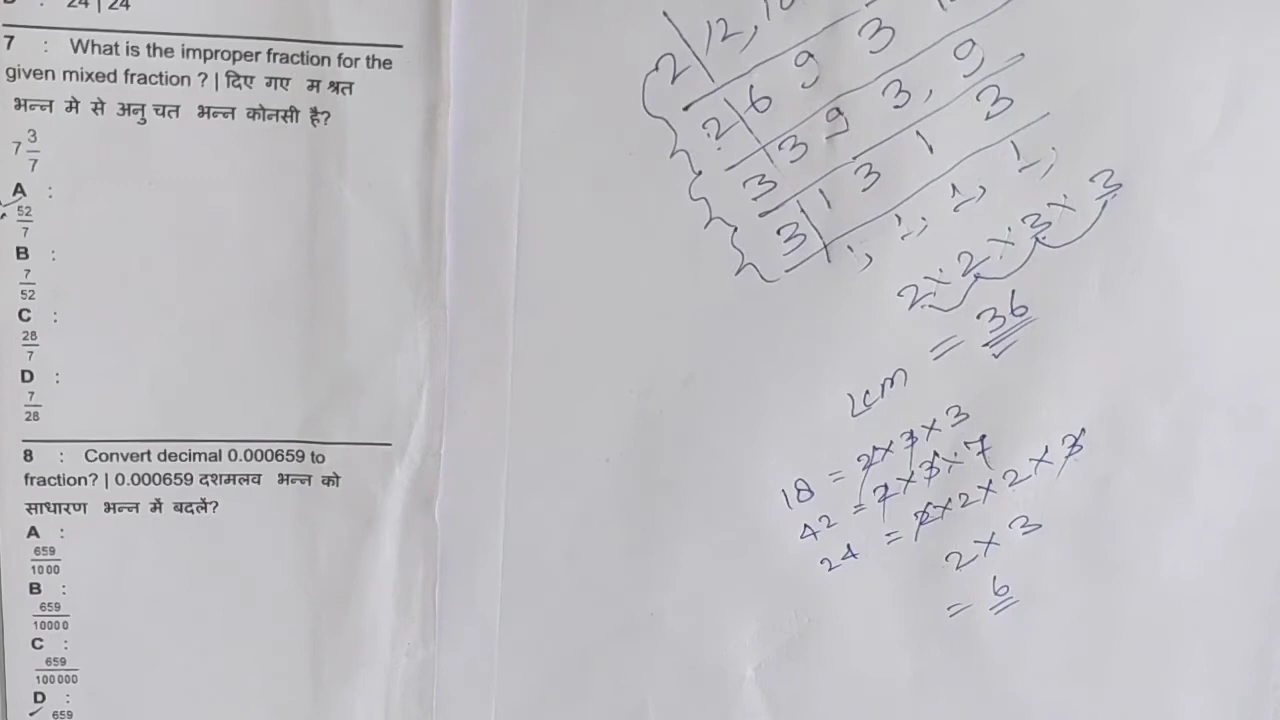 24 | 24
7 : What is the improper fraction for the
given mixed fraction ? | दिए गए म श्रत
भन्न मे से अनु चत भन्न कोनसी है?
7 3/7
A :
52/7
B :
7/52
C :
28/7
D :
7/28
8 : Convert decimal 0.000659 to
fraction? | 0.000659 दशमलव भन्न को
साधारण भन्न में बदलें?
A :
659/1000
B :
659/10000
C :
659/100000
D :
659
2 12,
2 6 9 3
3 3 9 3, 9
3 1 3 1 3
1, 1, 1, 1,
2 x 2 x 3 x 3
= 36
LCM
18 = 2 x 3 x 3
42 = 2 x 3 x 7
24 = 2 x 2 x 2 x 3
2 x 3
= 6